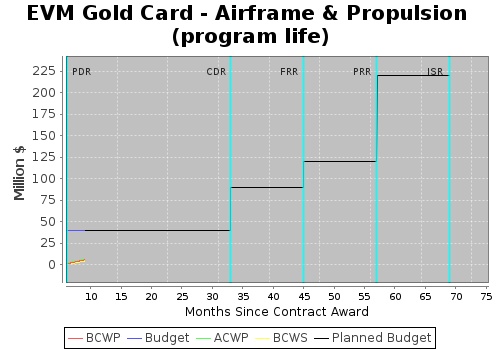 EVM Gold Card - Airframe & Propulsion
(program life)
PDR CDR FRR PRR ISR
225
200
175
150
125
100
75
50
25
0
Million $
10 15 20 25 30 35 40 45 50 55 60 65 70 75
Months Since Contract Award
BCWP Budget ACWP BCWS Planned Budget